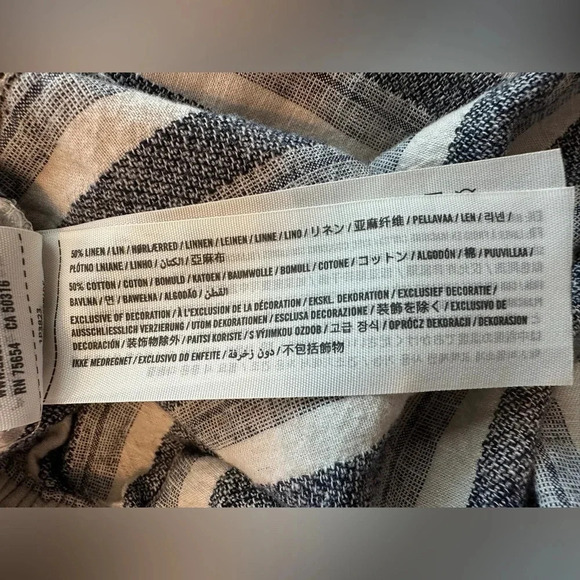 50% LINEN / LIN / HØRLÆRRED / LINNEN / LEINEN / LINNE / LINO / リネン / 亚麻纤维 / PELLAVAA / LEN / 리넨 /
PLÓTNO LNIANE / LINHO / الكتان / 亞麻布
50% COTTON / COTON / BOMULD / KATOEN / BAUMWOLLE / BOMULL / COTONE / コットン / ALGODÓN / 棉 / PUUVILLAA /
BAVLNA / 면 / BAWEŁNA / ALGODÃO / القطن
EXCLUSIVE OF DECORATION / À L'EXCLUSION DE LA DÉCORATION / EKSKL. DEKORATION / EXCLUSIEF DECORATIE /
AUSSCHLIESSLICH VERZIERUNG / UTOM DEKORATIONEN / ESCLUSA DECORAZIONE / 装飾を除く / EXCLUSIVO DE
DECORACIÓN / 装饰物除外 / PAITSI KORISTE / S VÝJIMKOU OZDOB / 고급 장식 / OPRÓCZ DEKORACJI / DEKORASJON
IKKE MEDREGNET / EXCLUSIVO DO ENFEITE / دون زخرفة / 不包括飾物
RN 75654 CA 50316